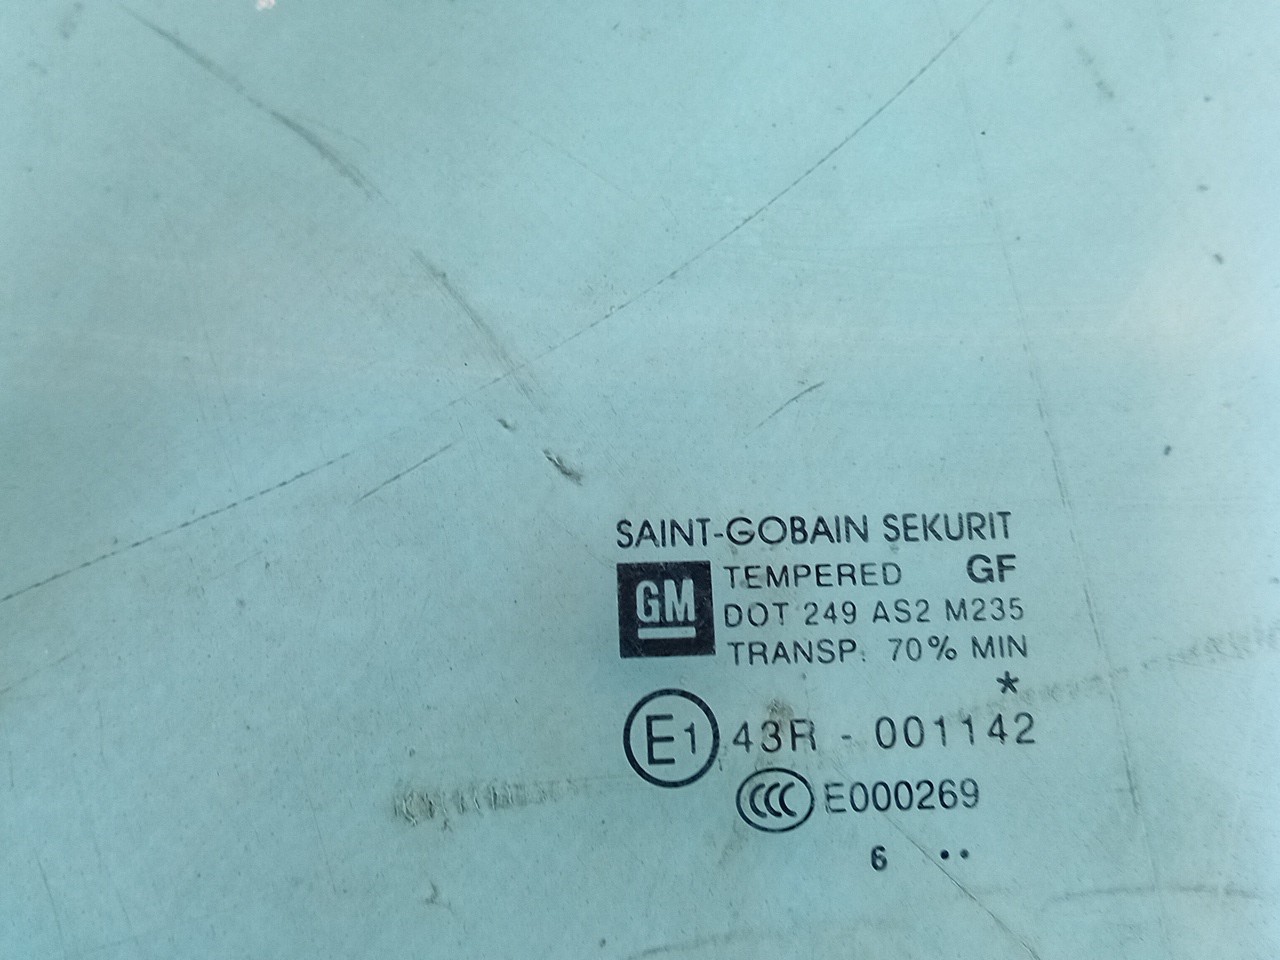 SAINT-GOBAIN SEKURIT
GM
TEMPERED GF
DOT 249 AS2 M235
TRANSP. 70% MIN
*
E1 43R - 001142
CCC E000269
6 ..